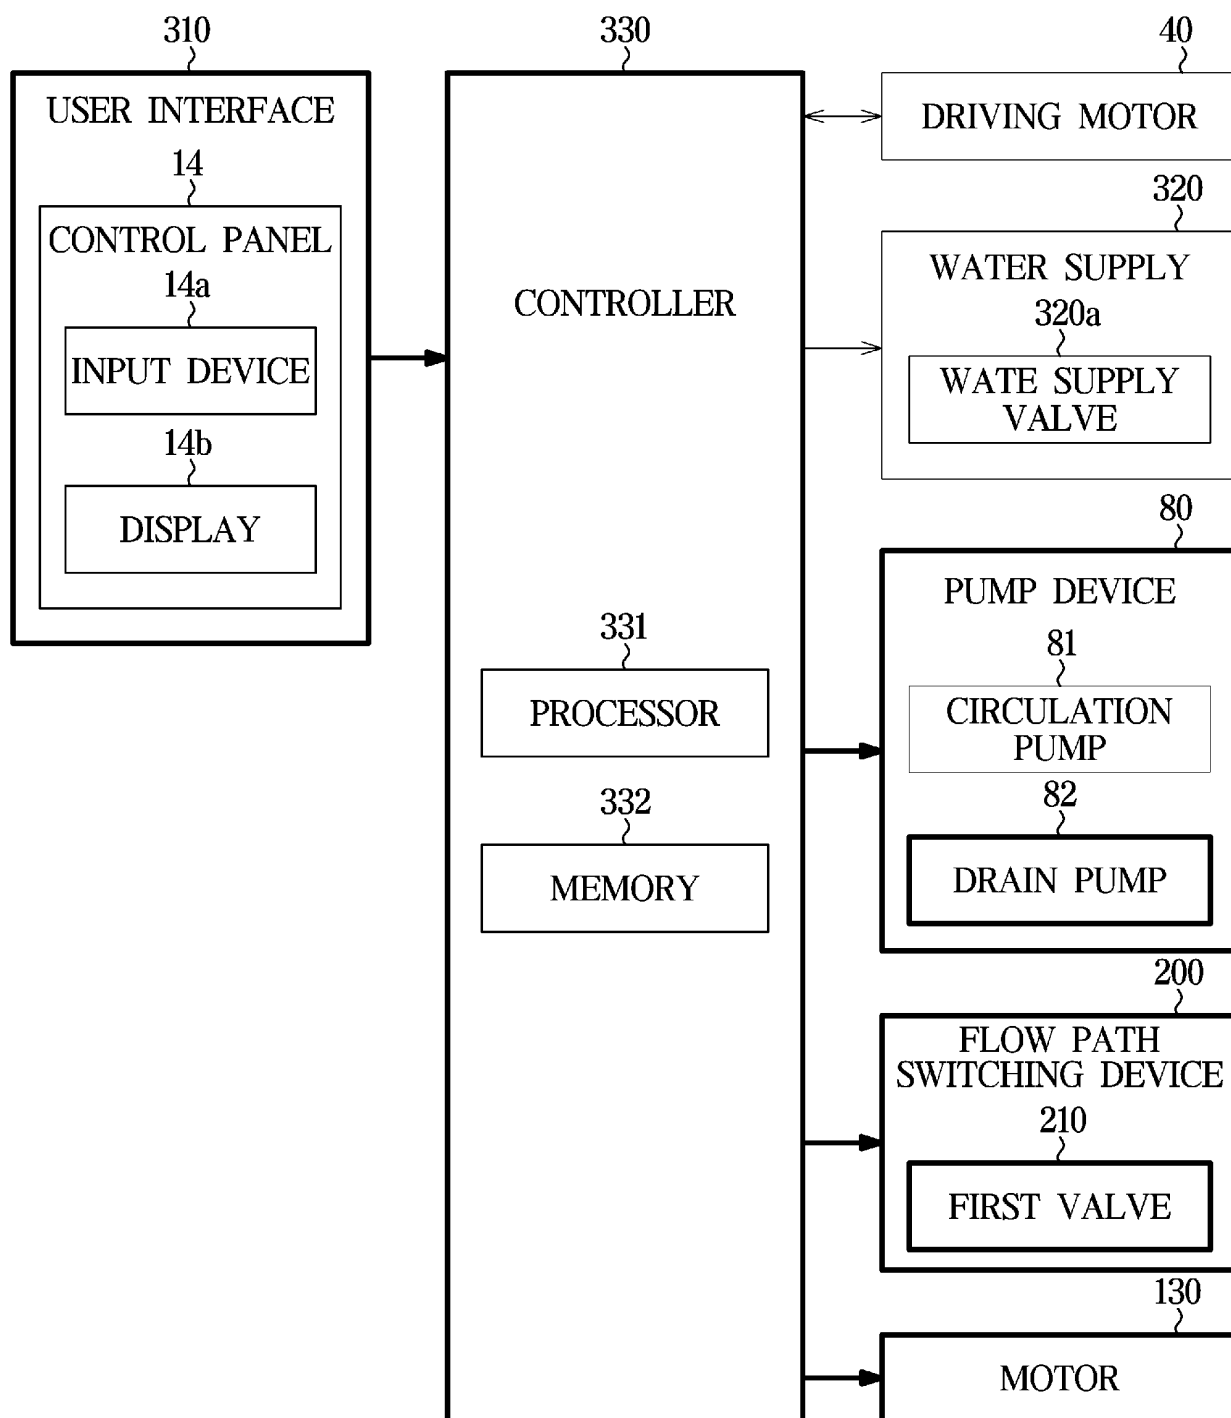 310
USER INTERFACE
14
CONTROL PANEL
14a
INPUT DEVICE
14b
DISPLAY
330
CONTROLLER
331
PROCESSOR
332
MEMORY
40
DRIVING MOTOR
320
WATER SUPPLY
320a
WATE SUPPLY
VALVE
80
PUMP DEVICE
81
CIRCULATION
PUMP
82
DRAIN PUMP
200
FLOW PATH
SWITCHING DEVICE
210
FIRST VALVE
130
MOTOR